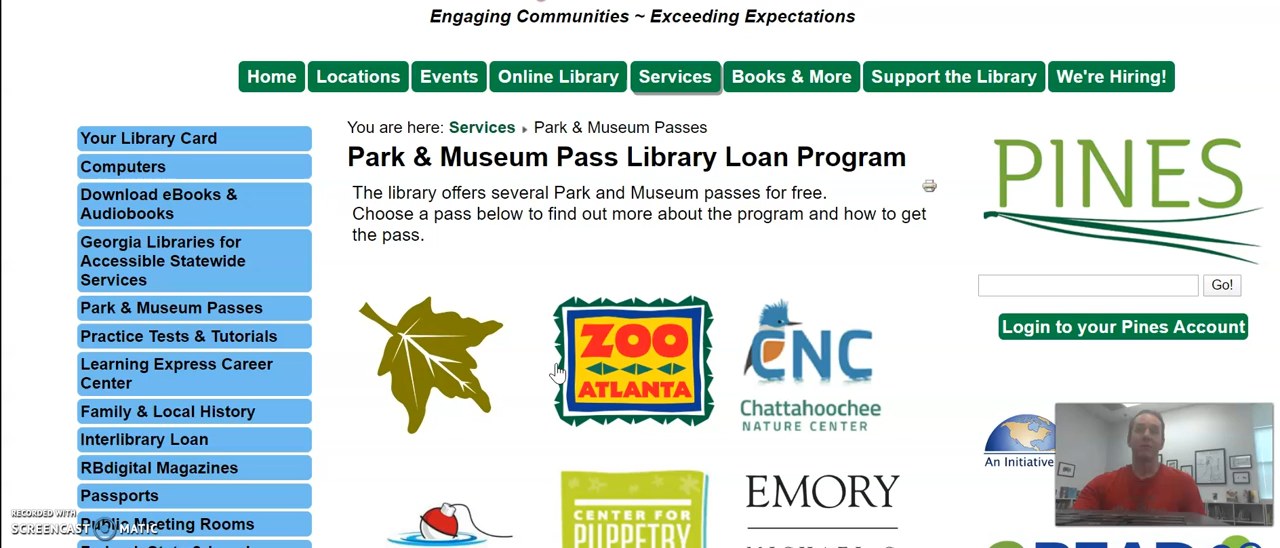 Engaging Communities ~ Exceeding Expectations
Home
Locations
Events
Online Library
Services
Books & More
Support the Library
We're Hiring!
Your Library Card
Computers
Download eBooks &
Audiobooks
Georgia Libraries for
Accessible Statewide
Services
Park & Museum Passes
Practice Tests & Tutorials
Learning Express Career
Center
Family & Local History
Interlibrary Loan
RBdigital Magazines
Passports
Public Meeting Rooms
You are here: Services ▸ Park & Museum Passes
Park & Museum Pass Library Loan Program
The library offers several Park and Museum passes for free.
Choose a pass below to find out more about the program and how to get
the pass.
ZOO
ATLANTA
CNC
Chattahoochee
NATURE CENTER
CENTER FOR
PUPPETRY
EMORY
PINES
Go!
Login to your Pines Account
An Initiative
RECORDED WITH
SCREENCAST MATIC